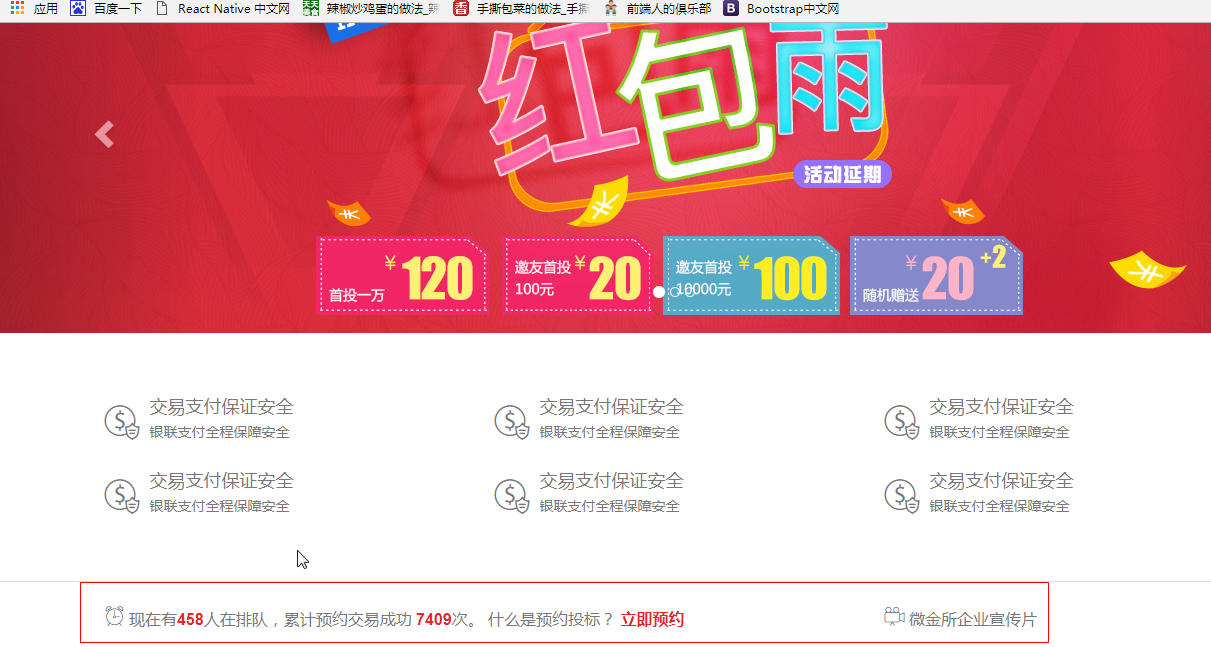 应用 百度一下 React Native 中文网 辣椒炒鸡蛋的做法_辣 手撕包菜的做法_手撕 前端人的俱乐部 B Bootstrap中文网
红包雨
活动延期
首投一万 ¥120
邀友首投 100元 ¥20
邀友首投 10000元 ¥100
随机赠送 ¥20 +2
交易支付保证安全 交易支付保证安全 交易支付保证安全
银联支付全程保障安全 银联支付全程保障安全 银联支付全程保障安全
交易支付保证安全 交易支付保证安全 交易支付保证安全
银联支付全程保障安全 银联支付全程保障安全 银联支付全程保障安全
现在有458人在排队，累计预约交易成功 7409次。 什么是预约投标？ 立即预约 微金所企业宣传片